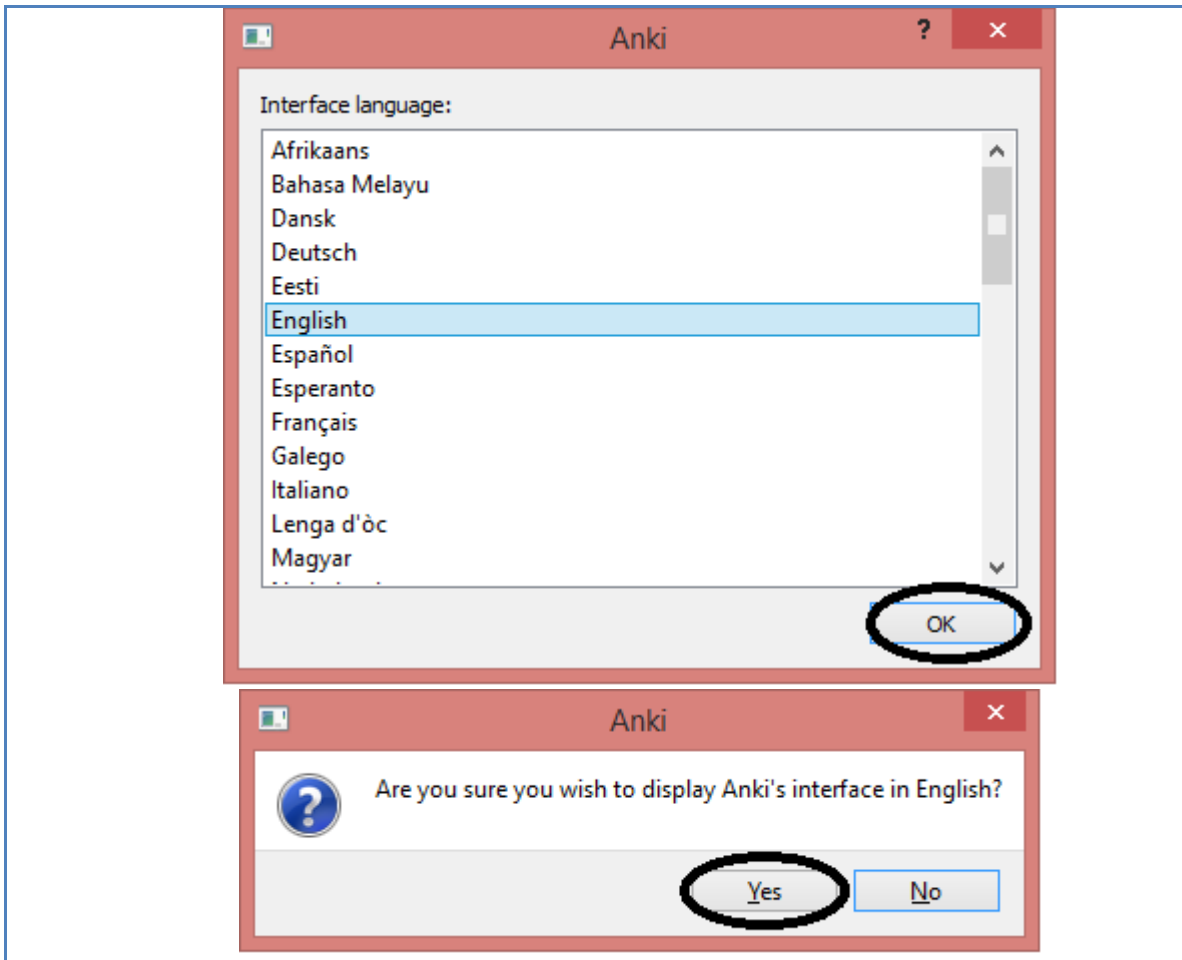 Anki
?
Interface language:
Afrikaans
Bahasa Melayu
Dansk
Deutsch
Eesti
English
Español
Esperanto
Français
Galego
Italiano
Lenga d'òc
Magyar
OK
Anki
Are you sure you wish to display Anki's interface in English?
Yes No